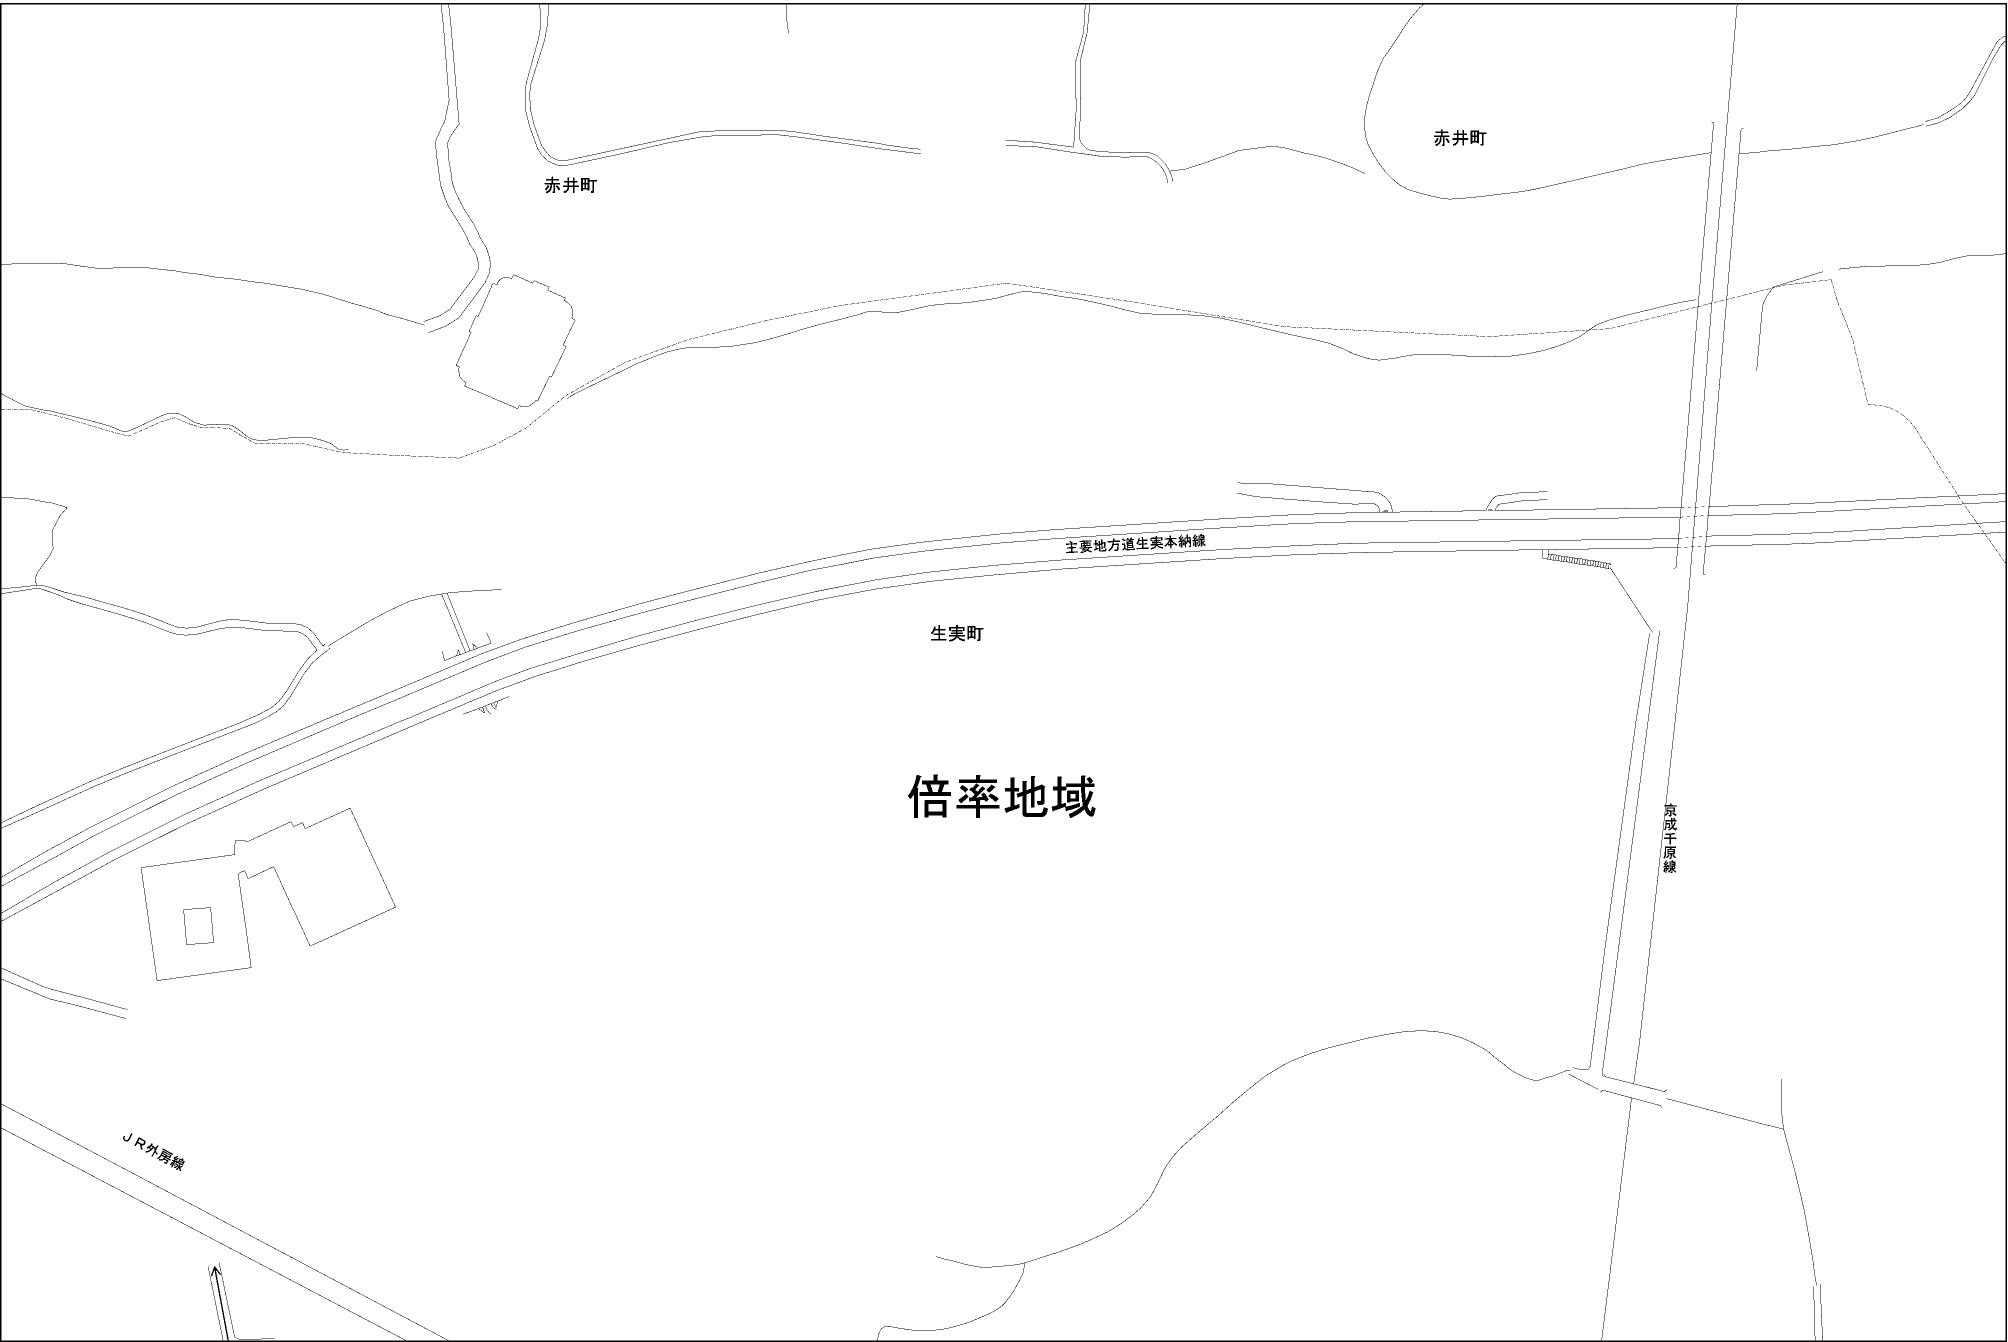 赤井町
赤井町
主要地方道生実本納線
生実町
倍率地域
京成千原線
ＪＲ外房線